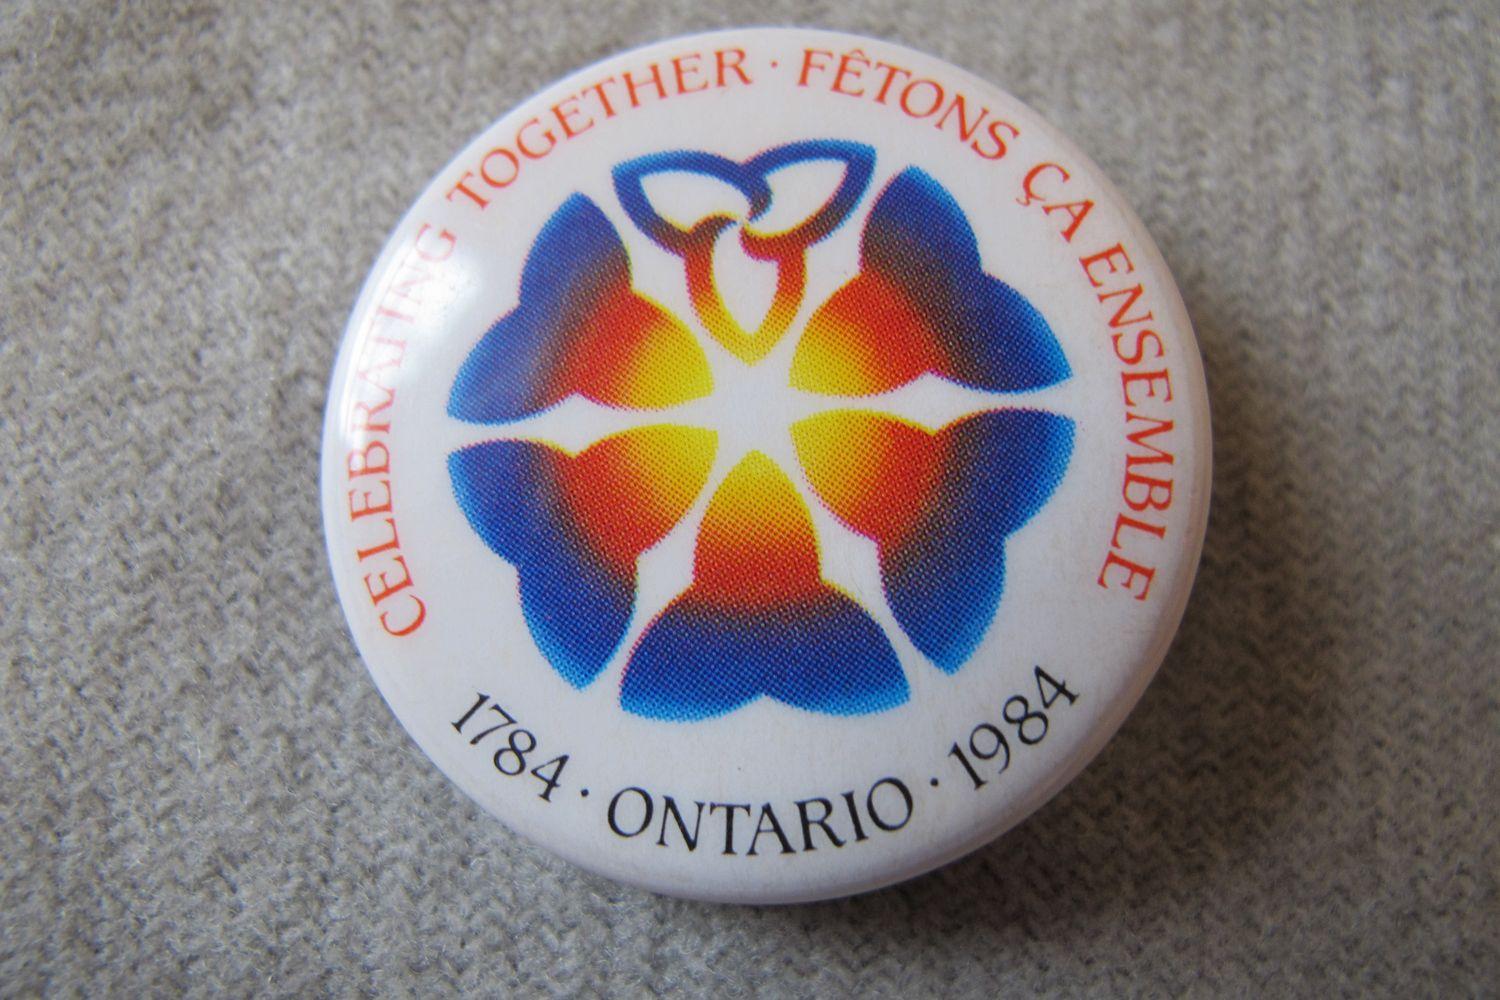 CELEBRATING TOGETHER · FÊTONS ÇA ENSEMBLE
1784 · ONTARIO · 1984